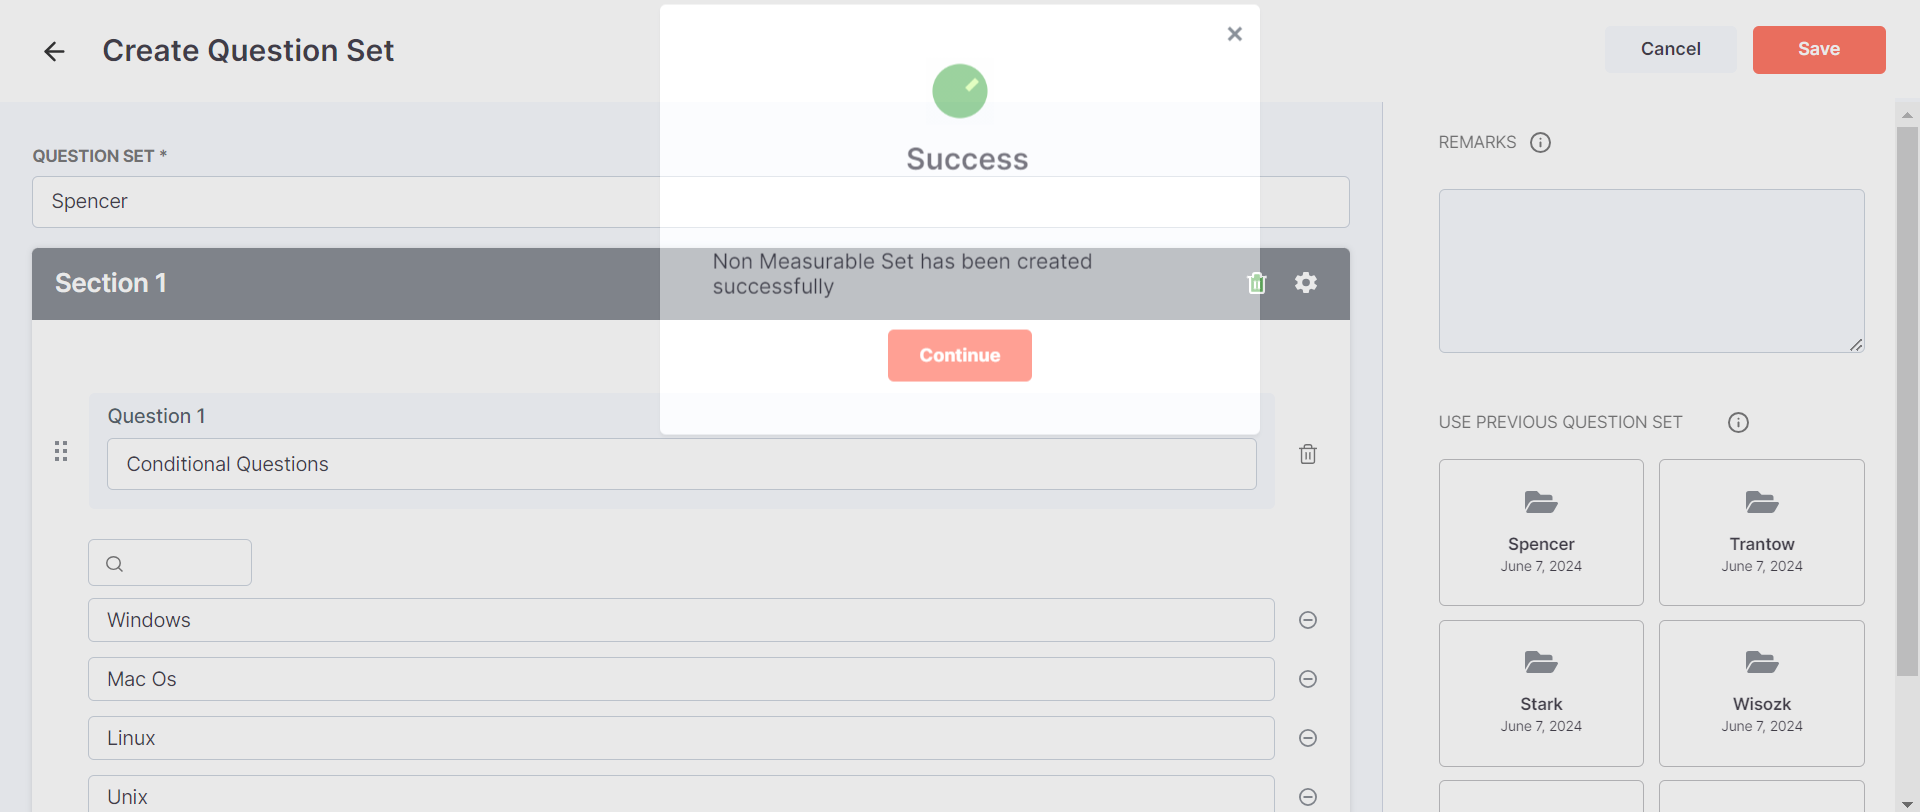 Create Question Set
Cancel
Save
Success
Non Measurable Set has been created
successfully
Continue
QUESTION SET *
Spencer
Section 1
Question 1
Conditional Questions
Windows
Mac Os
Linux
Unix
REMARKS
USE PREVIOUS QUESTION SET
Spencer
June 7, 2024
Trantow
June 7, 2024
Stark
June 7, 2024
Wisozk
June 7, 2024